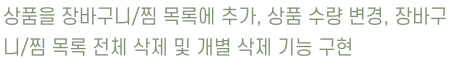 상품을 장바구니/찜 목록에 추가, 상품 수량 변경, 장바구
니/찜 목록 전체 삭제 및 개별 삭제 기능 구현